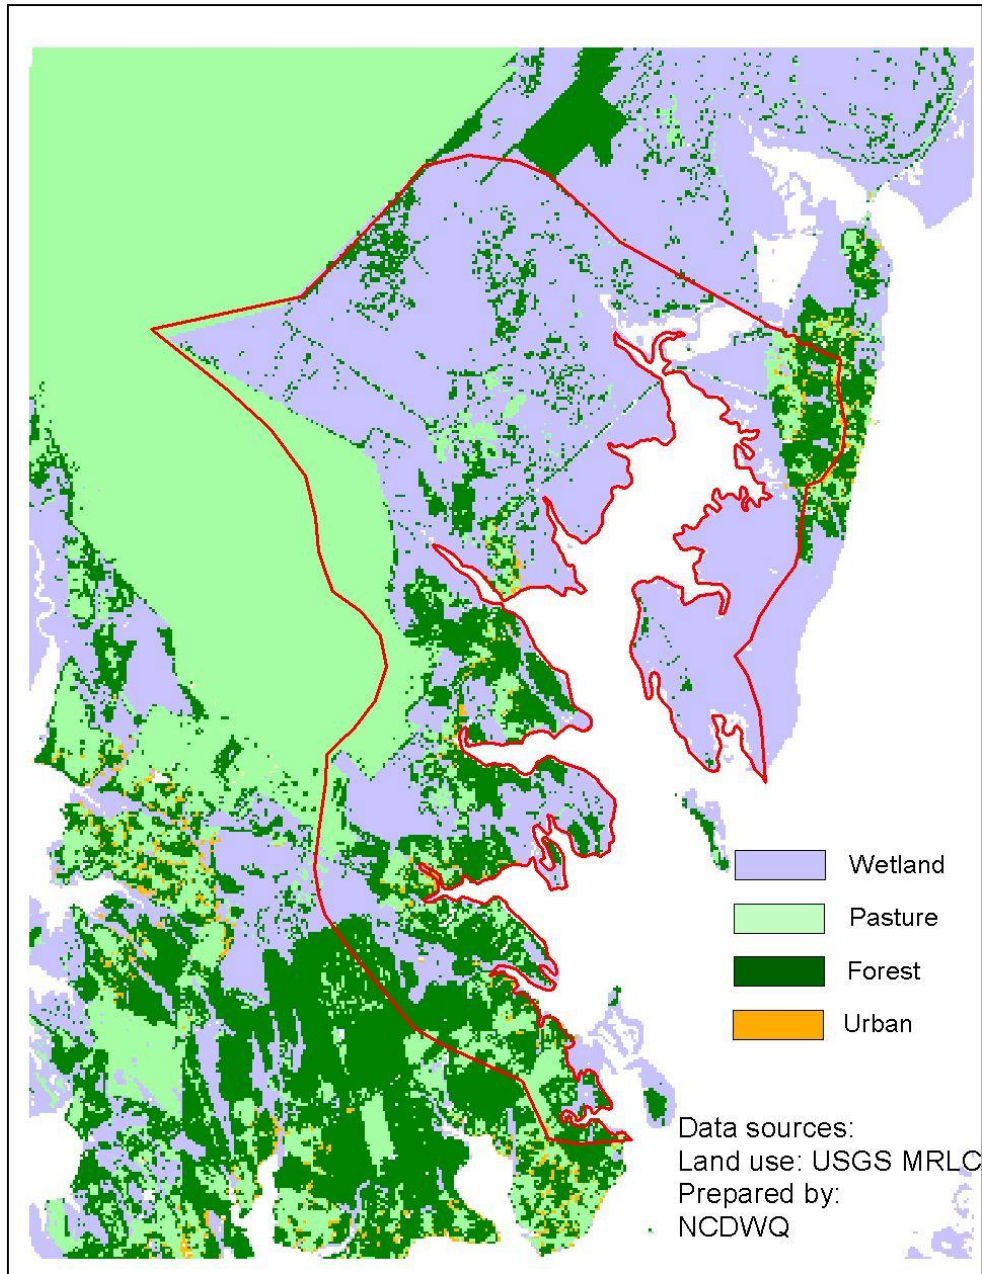 Wetland
Pasture
Forest
Urban
Data sources:
Land use: USGS MRLC
Prepared by:
NCDWQ